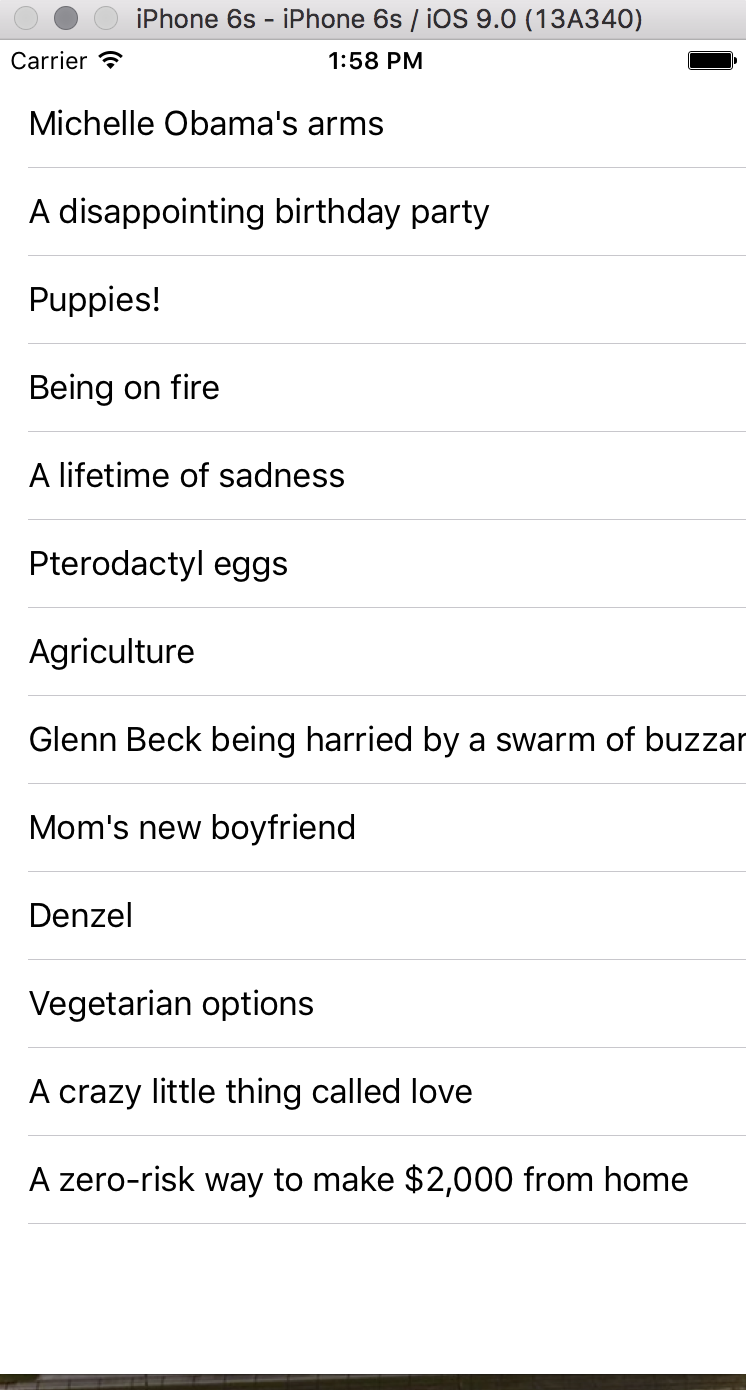 iPhone 6s - iPhone 6s / iOS 9.0 (13A340)
Carrier 1:58 PM
Michelle Obama's arms
A disappointing birthday party
Puppies!
Being on fire
A lifetime of sadness
Pterodactyl eggs
Agriculture
Glenn Beck being harried by a swarm of
Mom's new boyfriend
Denzel
Vegetarian options
A crazy little thing called love
A zero-risk way to make $2,000 from home